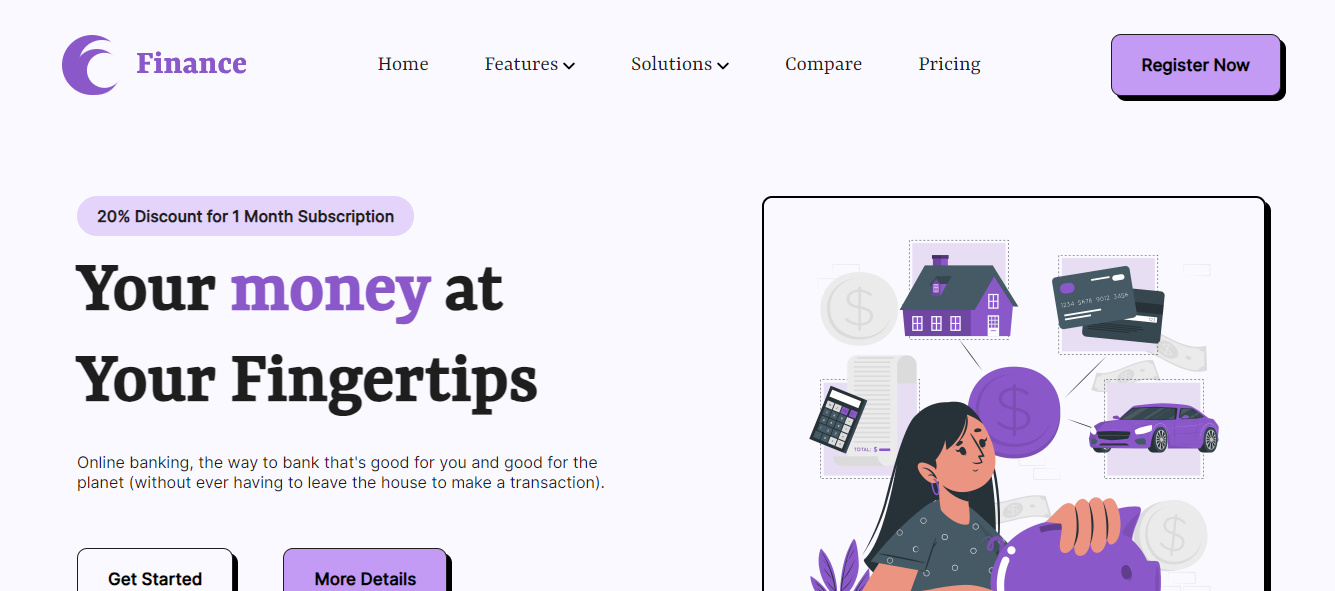 Finance
Home Features Solutions Compare Pricing
Register Now
20% Discount for 1 Month Subscription
Your money at
Your Fingertips
Online banking, the way to bank that's good for you and good for the
planet (without ever having to leave the house to make a transaction).
Get Started More Details
1234 5678 9012 3456
TOTAL: $